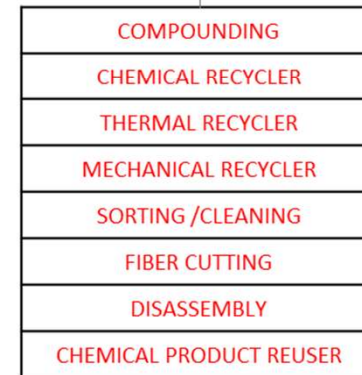 COMPOUNDING
CHEMICAL RECYCLER
THERMAL RECYCLER
MECHANICAL RECYCLER
SORTING /CLEANING
FIBER CUTTING
DISASSEMBLY
CHEMICAL PRODUCT REUSER